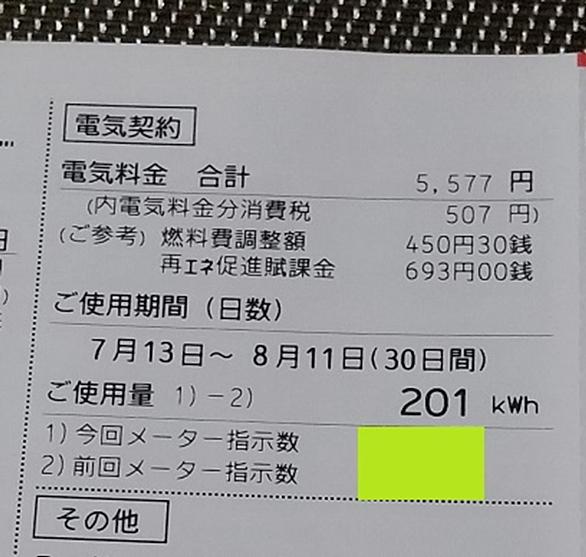 電気契約
電気料金 合計 5,577 円
(内電気料金分消費税 507 円)
(ご参考) 燃料費調整額 450円30銭
再エネ促進賦課金 693円00銭
ご使用期間 (日数)
7月13日〜 8月11日(30日間)
ご使用量 1)-2) 201 kWh
1)今回メーター指示数
2)前回メーター指示数
その他